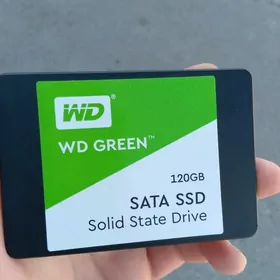 WD
WD GREEN™
120GB
SATA SSD
Solid State Drive